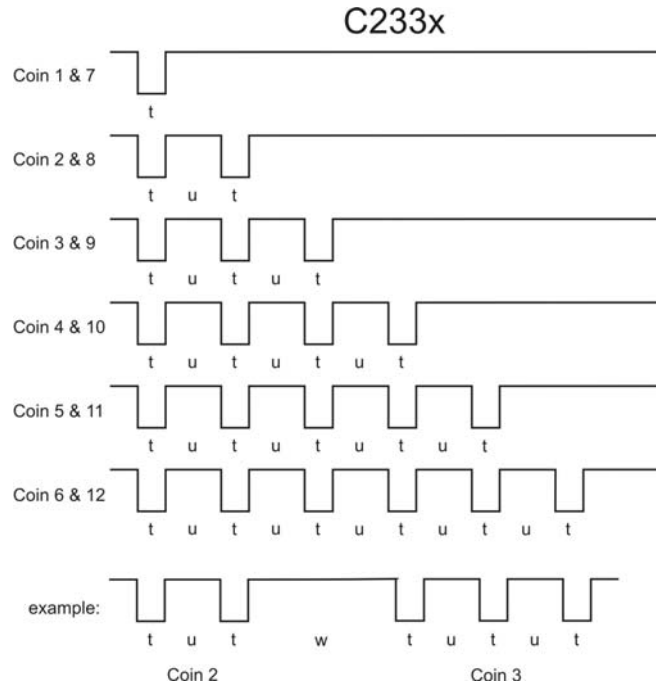 C233x
Coin 1 & 7
t
Coin 2 & 8
t u t
Coin 3 & 9
t u t u t
Coin 4 & 10
t u t u t u t
Coin 5 & 11
t u t u t u t u t
Coin 6 & 12
t u t u t u t u t u t
example:
t u t w t u t u t
Coin 2 Coin 3